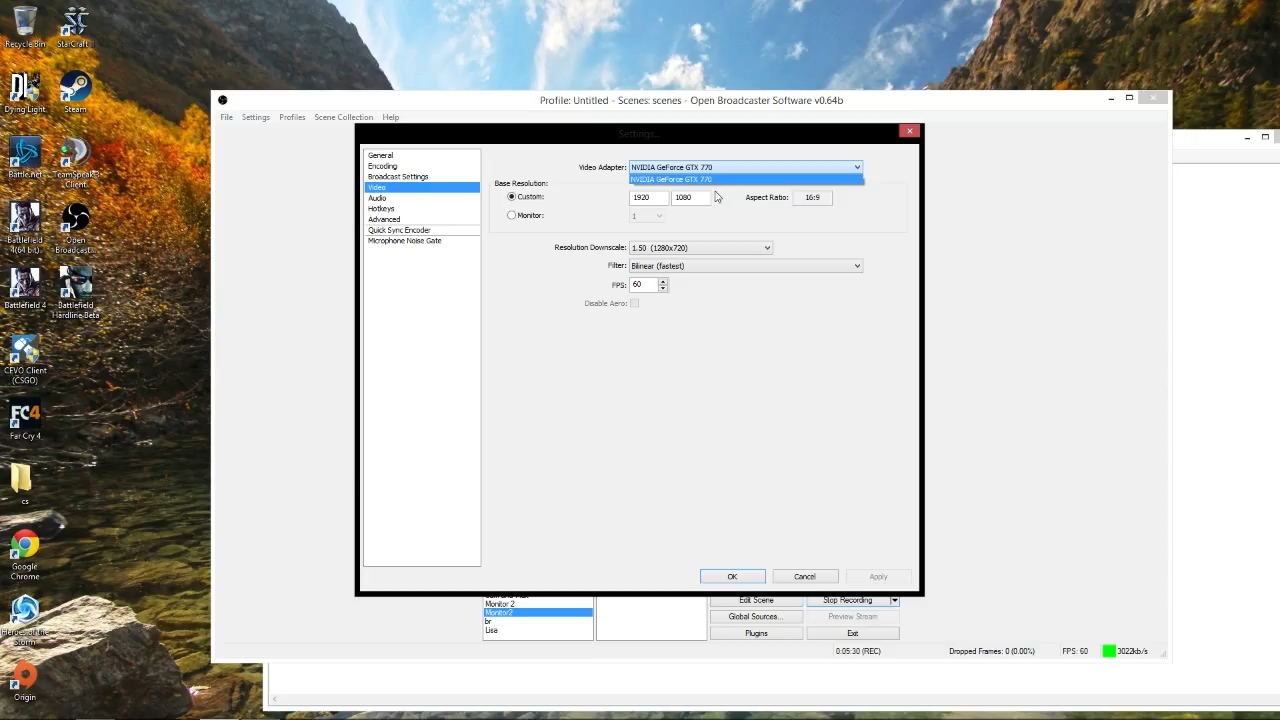 Recycle Bin
StarCraft II
Dying Light
Steam
Battle.net
TeamSpeak 3
Client
Battlefield
4(64 bit)
Open
Broadcast...
Battlefield 4
Battlefield
Hardline Beta
CEVO Client
(CSGO)
FC4
Far Cry 4
cs
Google
Chrome
Heroes of the
Storm
Origin
Profile: Untitled - Scenes: scenes - Open Broadcaster Software v0.64b
File Settings Profiles Scene Collection Help
Settings...
General
Encoding
Broadcast Settings
Video
Audio
Hotkeys
Advanced
Quick Sync Encoder
Microphone Noise Gate
Video Adapter: NVIDIA GeForce GTX 770
NVIDIA GeForce GTX 770
Base Resolution:
Custom: 1920 1080 Aspect Ratio: 16:9
Monitor: 1
Resolution Downscale: 1.50 (1280x720)
Filter: Bilinear (fastest)
FPS: 60
Disable Aero:
OK Cancel Apply
Monitor 2
Monitor2
br
Lisa
Edit Scene Stop Recording
Global Sources... Preview Stream
Plugins Exit
0:05:30 (REC) Dropped Frames: 0 (0.00%) FPS: 60 3022kb/s